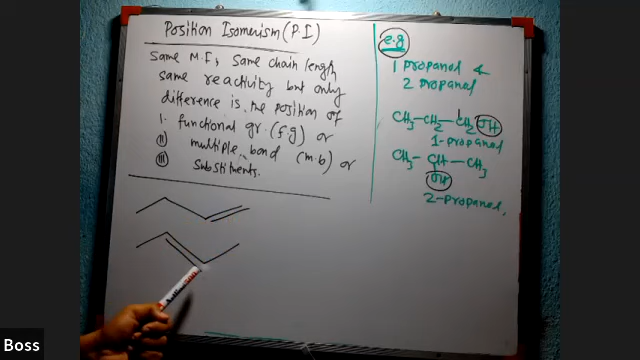 Position Isomerism (P.I)
Same M.F, Same chain length,
same reactivity but only
difference is the position of
I. functional gr. (f.g) or
(II) multiple bond (m.b) or
(III) Substituents.
e.g
1 propanol &
2 propanol
CH3-CH2-CH2 OH
1-propanol
CH3-CH-CH3
OH
2-propanol.
Boss